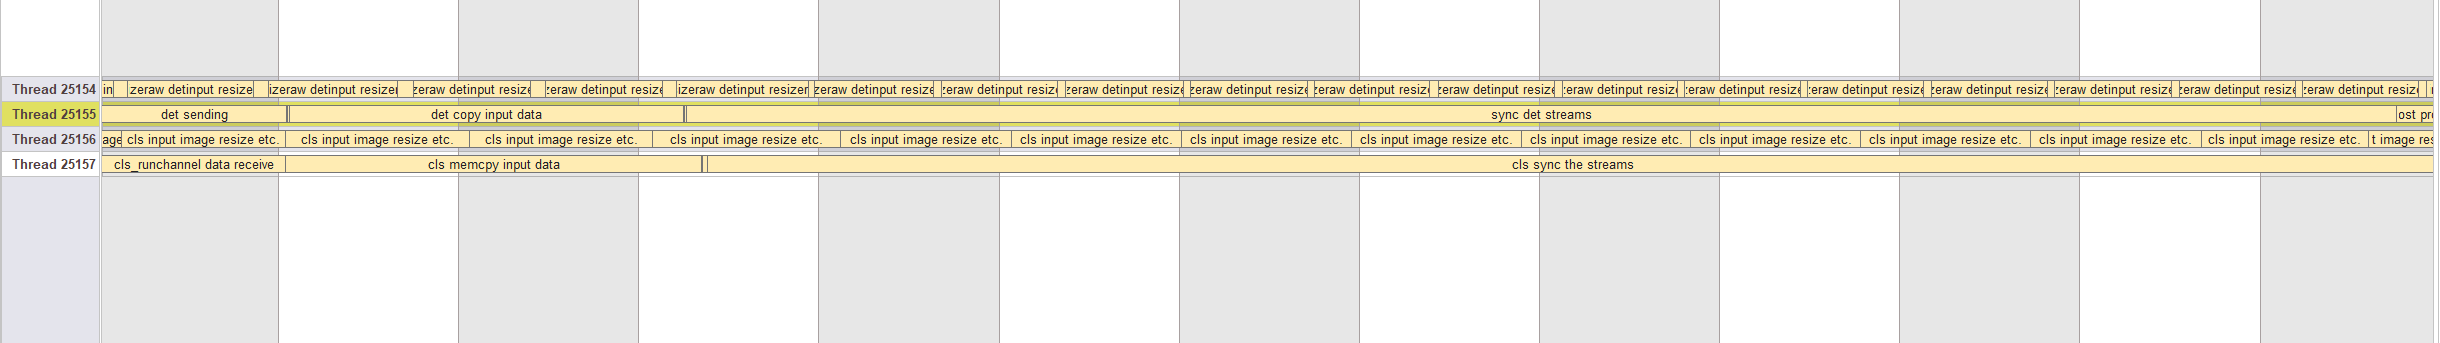 Thread 25154 in zeraw detinput resize izeraw detinput resizer zeraw detinput resize zeraw detinput resize izeraw detinput resizer zeraw detinput resize zeraw detinput resize zeraw detinput resize zeraw detinput resize zeraw detinput resize zeraw detinput resize zeraw detinput resize zeraw detinput resize zeraw detinput resize zeraw detinput resize zeraw detinput resize zeraw detinput resize zeraw detinput resize
Thread 25155 det sending det copy input data sync det streams ost pro
Thread 25156 age cls input image resize etc. cls input image resize etc. cls input image resize etc. cls input image resize etc. cls input image resize etc. cls input image resize etc. cls input image resize etc. cls input image resize etc. cls input image resize etc. cls input image resize etc. cls input image resize etc. cls input image resize etc. cls input image resize etc. t image res
Thread 25157 cls_runchannel data receive cls memcpy input data cls sync the streams